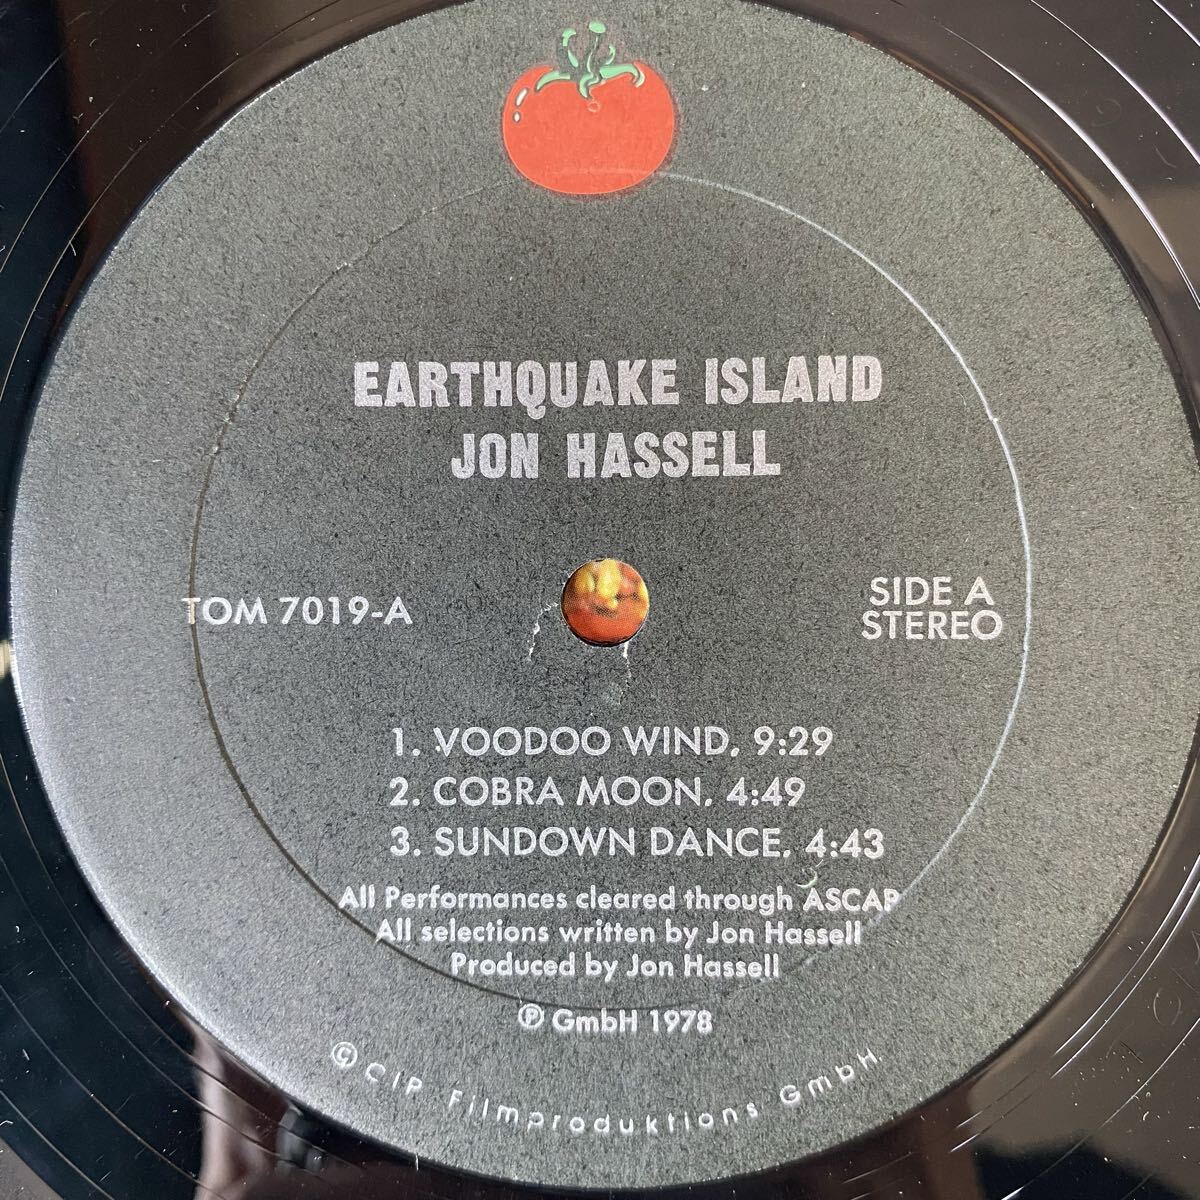 EARTHQUAKE ISLAND
JON HASSELL
TOM 7019-A
SIDE A
STEREO
1. VOODOO WIND. 9:29
2. COBRA MOON. 4:49
3. SUNDOWN DANCE. 4:43
All Performances cleared through ASCAP
All selections written by Jon Hassell
Produced by Jon Hassell
℗ GmbH 1978
© CIP Filmproduktions GmbH.